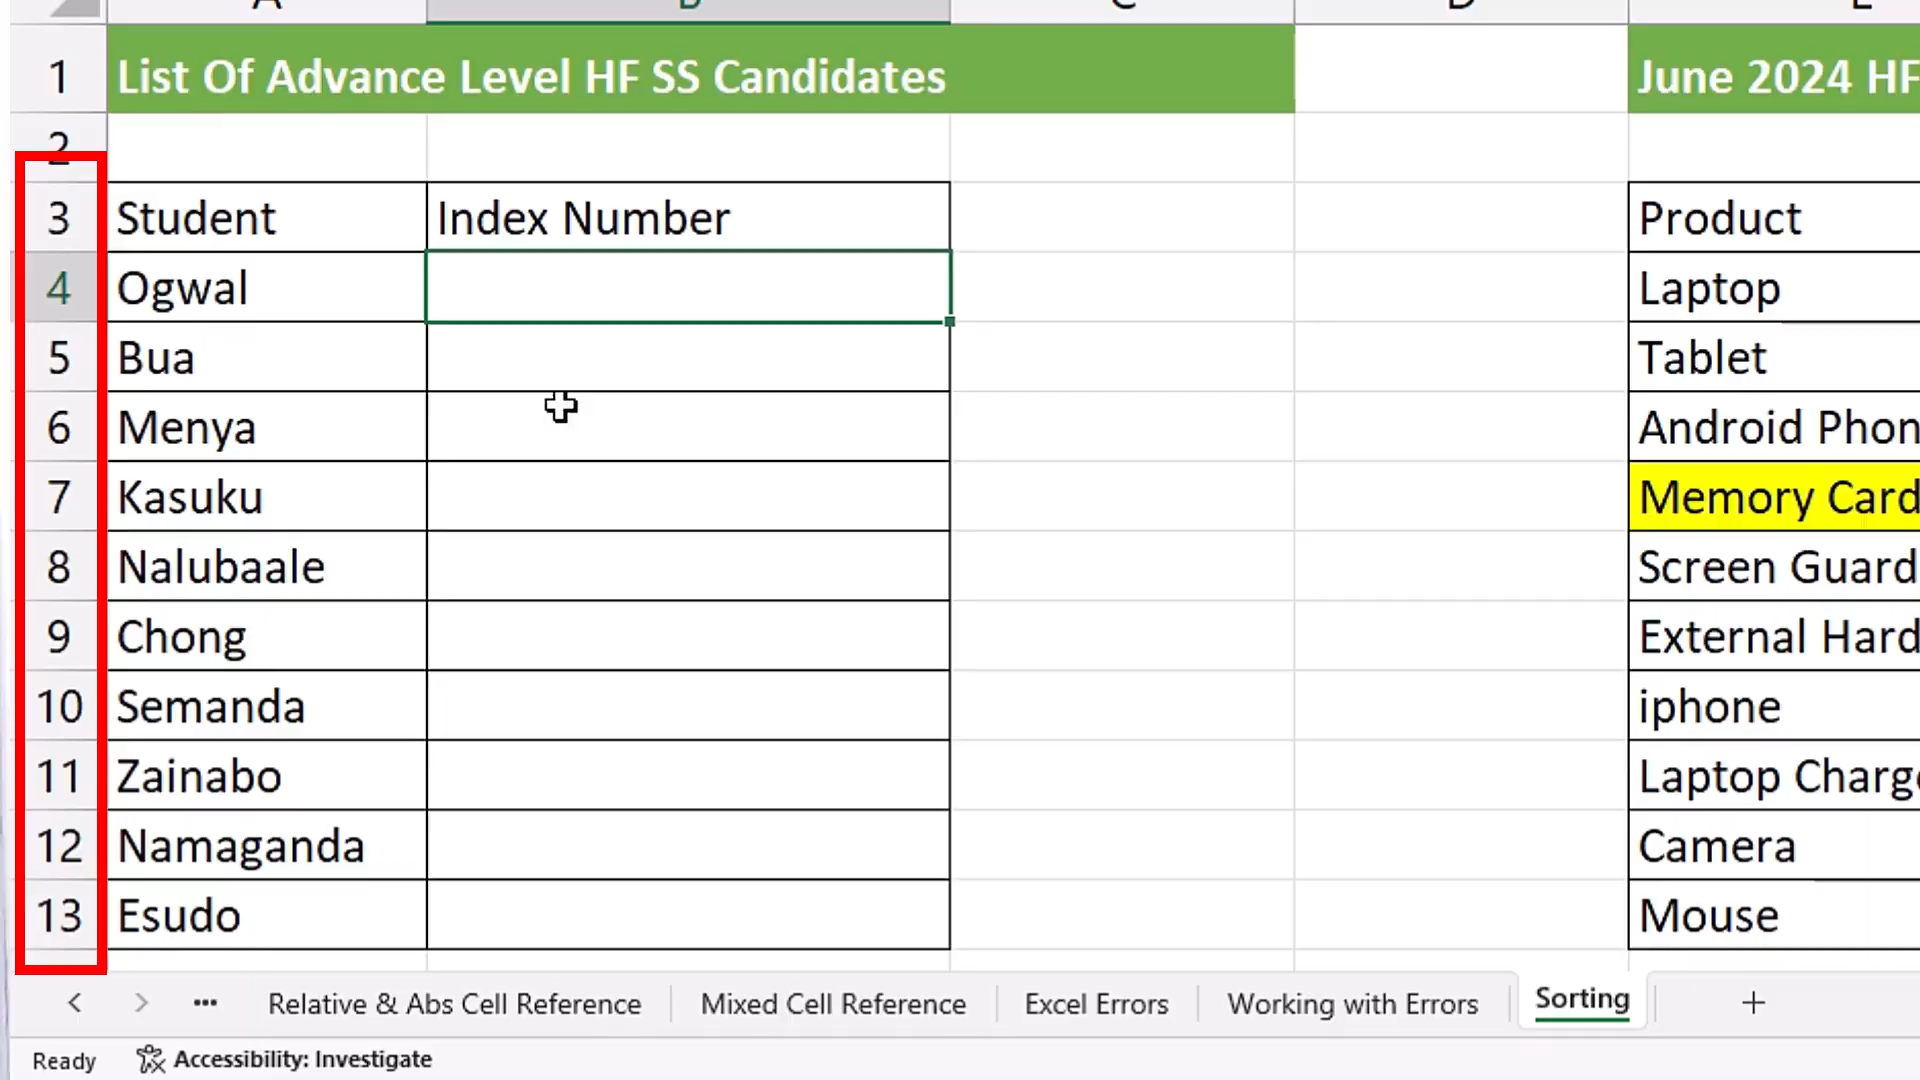 A B C D E
1 List Of Advance Level HF SS Candidates June 2024 HF
2
3 Student Index Number Product
4 Ogwal Laptop
5 Bua Tablet
6 Menya Android Phon
7 Kasuku Memory Card
8 Nalubaale Screen Guard
9 Chong External Hard
10 Semanda iphone
11 Zainabo Laptop Charge
12 Namaganda Camera
13 Esudo Mouse
Relative & Abs Cell Reference Mixed Cell Reference Excel Errors Working with Errors Sorting
Ready Accessibility: Investigate